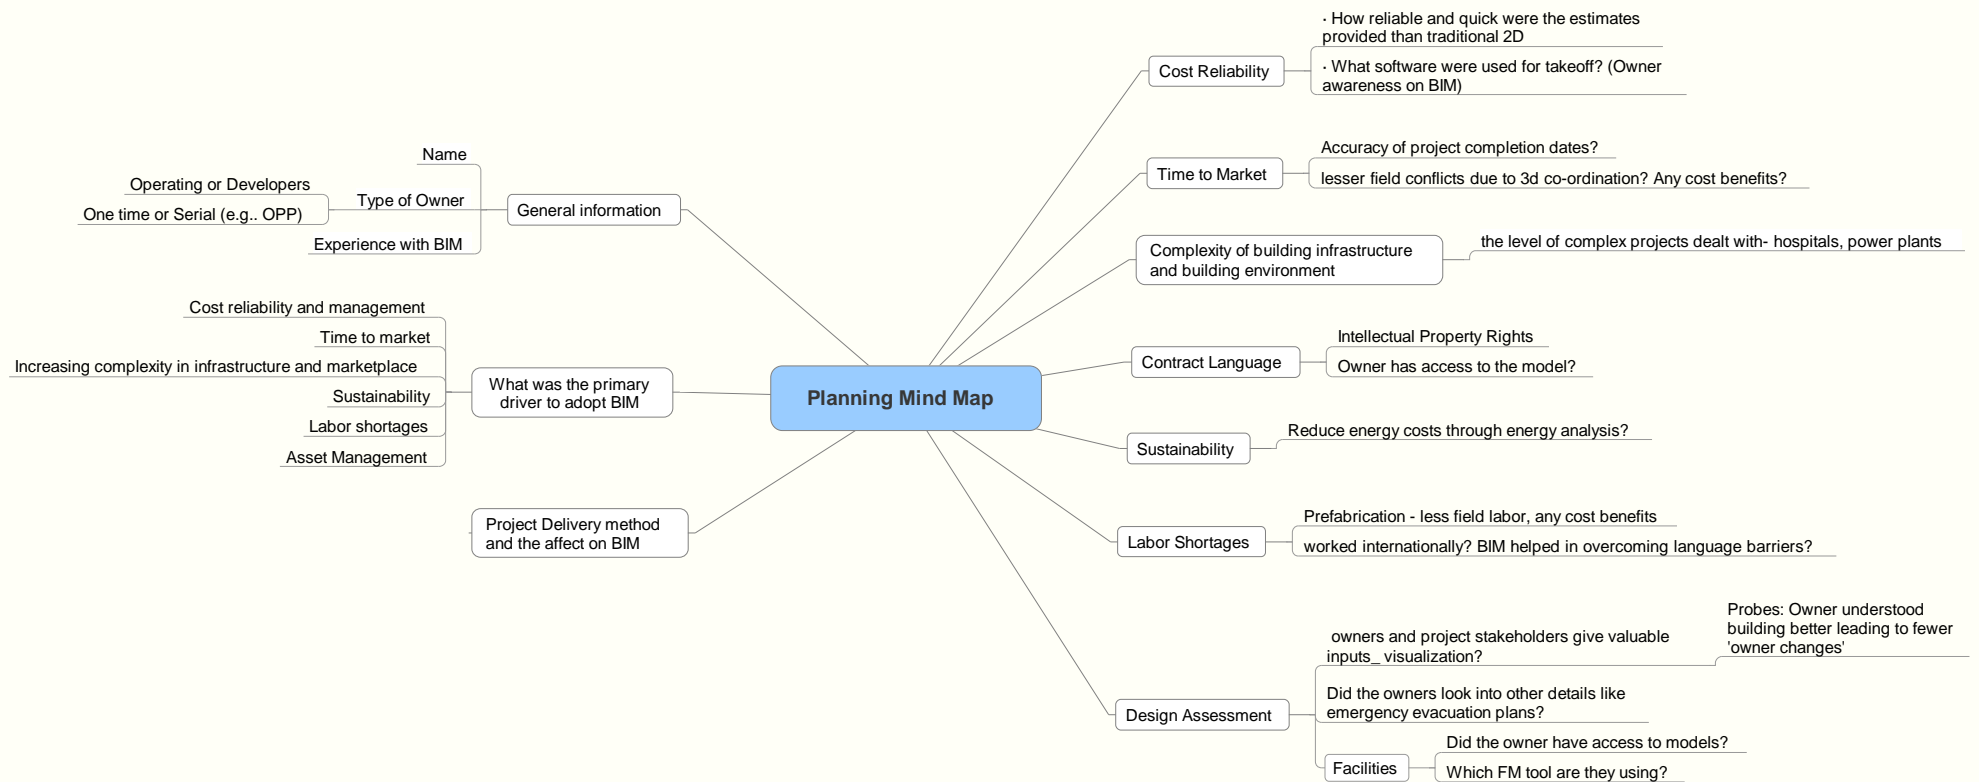 Planning Mind Map
General information
Name
Type of Owner
Operating or Developers
One time or Serial (e.g.. OPP)
Experience with BIM
What was the primary
driver to adopt BIM
Cost reliability and management
Time to market
Increasing complexity in infrastructure and marketplace
Sustainability
Labor shortages
Asset Management
Project Delivery method
and the affect on BIM
Cost Reliability
· How reliable and quick were the estimates
provided than traditional 2D
· What software were used for takeoff? (Owner
awareness on BIM)
Time to Market
Accuracy of project completion dates?
lesser field conflicts due to 3d co-ordination? Any cost benefits?
Complexity of building infrastructure
and building environment
the level of complex projects dealt with- hospitals, power plants
Contract Language
Intellectual Property Rights
Owner has access to the model?
Sustainability
Reduce energy costs through energy analysis?
Labor Shortages
Prefabrication - less field labor, any cost benefits
worked internationally? BIM helped in overcoming language barriers?
Design Assessment
owners and project stakeholders give valuable
inputs_ visualization?
Probes: Owner understood
building better leading to fewer
'owner changes'
Did the owners look into other details like
emergency evacuation plans?
Facilities
Did the owner have access to models?
Which FM tool are they using?